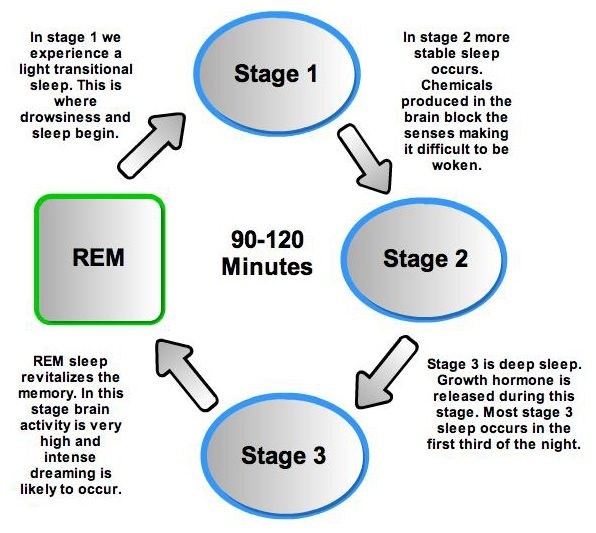 In stage 1 we
experience a
light transitional
sleep. This is
where
drowsiness and
sleep begin.
Stage 1
In stage 2 more
stable sleep
occurs.
Chemicals
produced in the
brain block the
senses making
it difficult to be
woken.
REM
90-120
Minutes
Stage 2
REM sleep
revitalizes the
memory. In this
stage brain
activity is very
high and
intense
dreaming is
likely to occur.
Stage 3
Stage 3 is deep sleep.
Growth hormone is
released during this
stage. Most stage 3
sleep occurs in the
first third of the night.